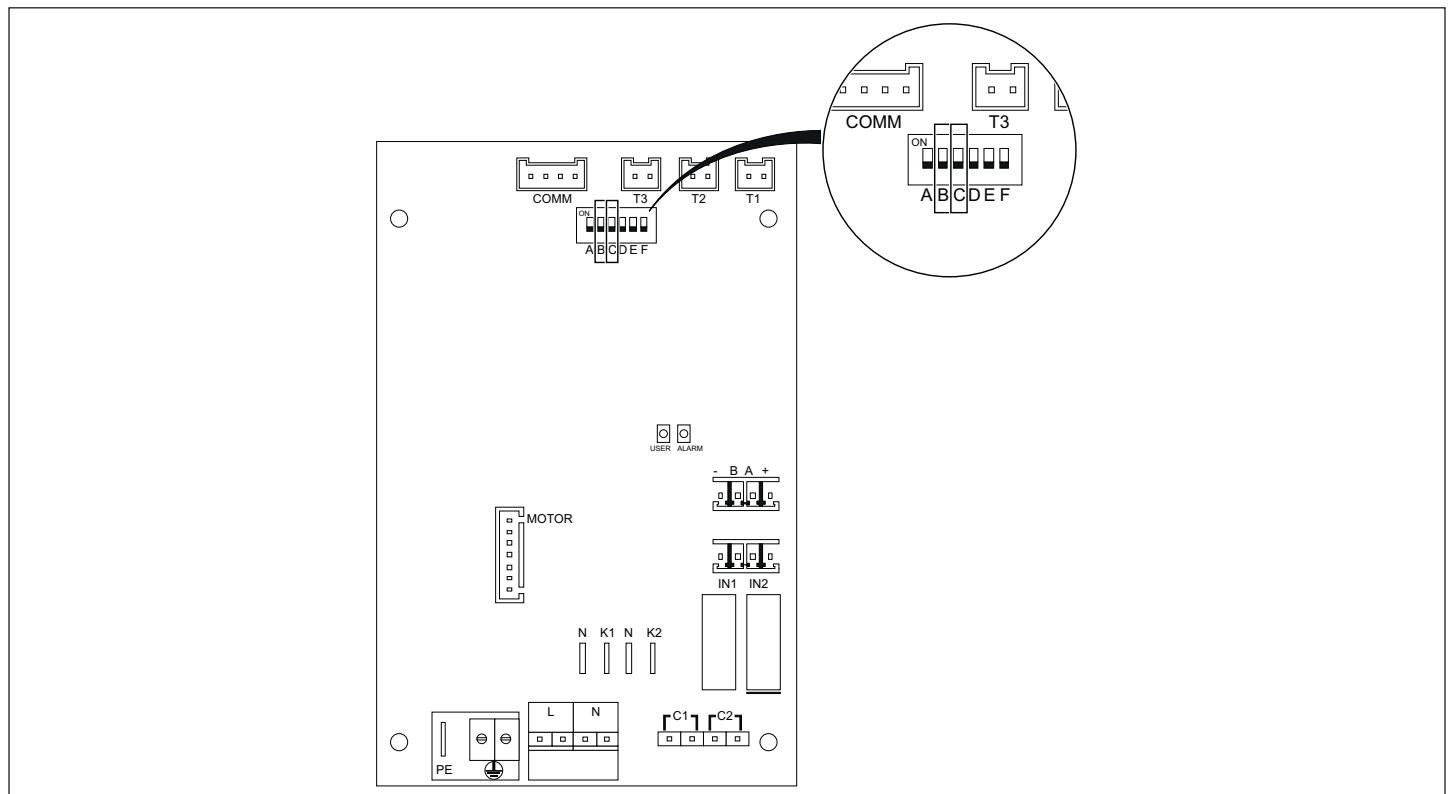 COMM T3
ON
A B C D E F
COMM T3 T2 T1
ON
A B C D E F
USER ALARM
- B A +
MOTOR
IN1 IN2
N K1 N K2
L N
C1 C2
PE